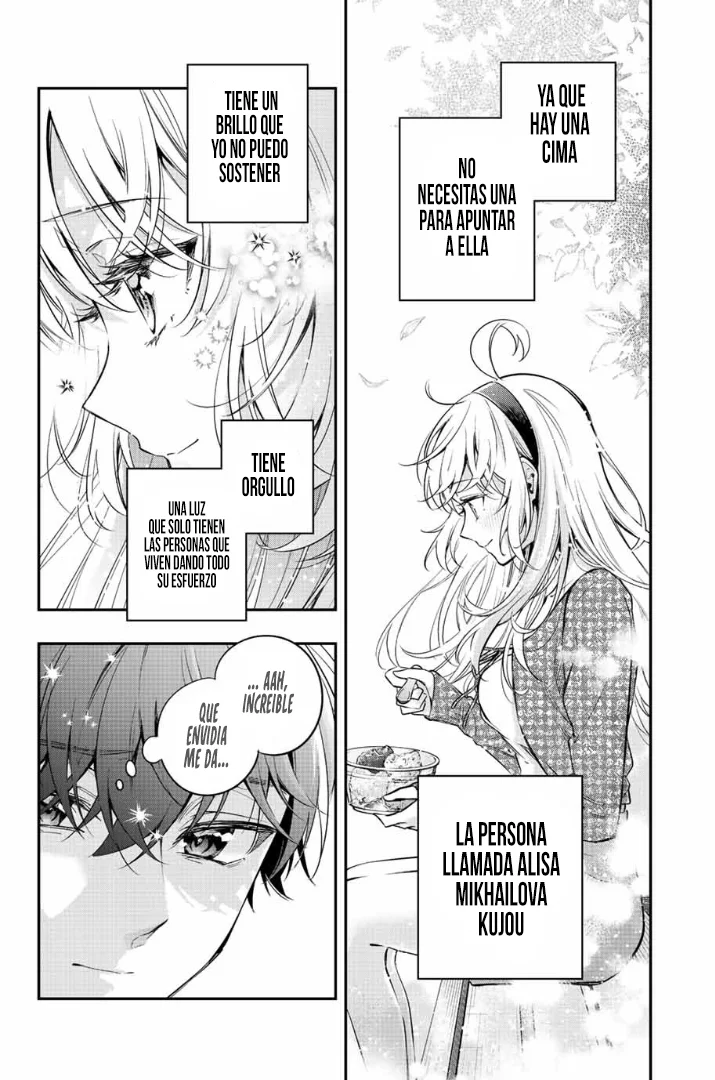 YA QUE
HAY UNA
CIMA
NO
NECESITAS UNA
PARA APUNTAR
A ELLA
LA PERSONA
LLAMADA ALISA
MIKHAILOVA
KUJOU
TIENE UN
BRILLO QUE
YO NO PUEDO
SOSTENER
TIENE
ORGULLO
UNA LUZ
QUE SOLO TIENEN
LAS PERSONAS QUE
VIVEN DANDO TODO
SU ESFUERZO
... AAH,
INCREIBLE
QUE
ENVIDIA
ME DA...